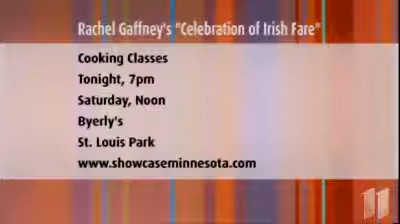 Rachel Gaffney's "Celebration of Irish Fare"
Cooking Classes
Tonight, 7pm
Saturday, Noon
Byerly's
St. Louis Park
www.showcaseminnesota.com
11